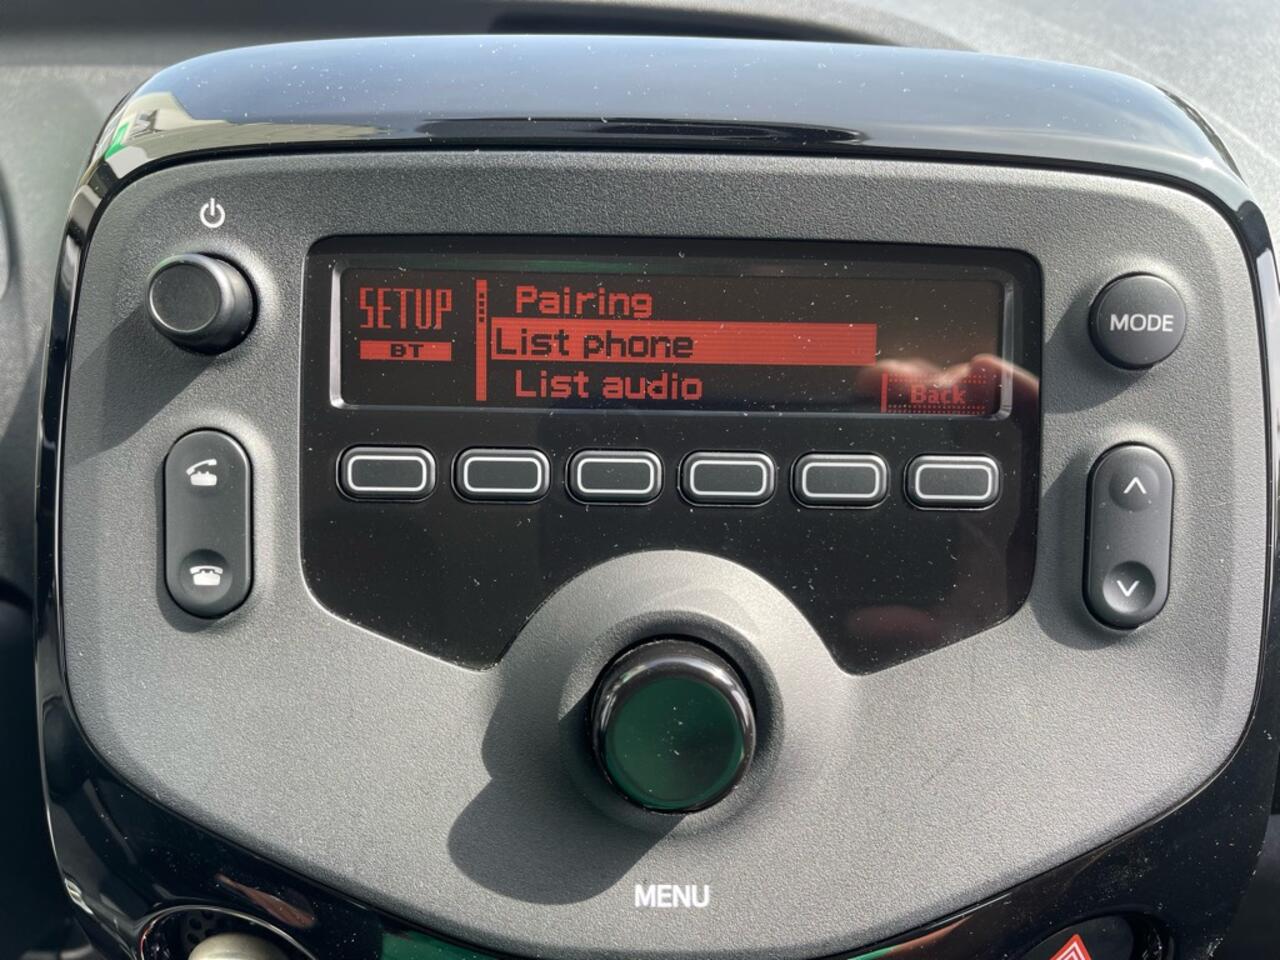 SETUP
BT
Pairing
List phone
List audio
Back
MODE
MENU